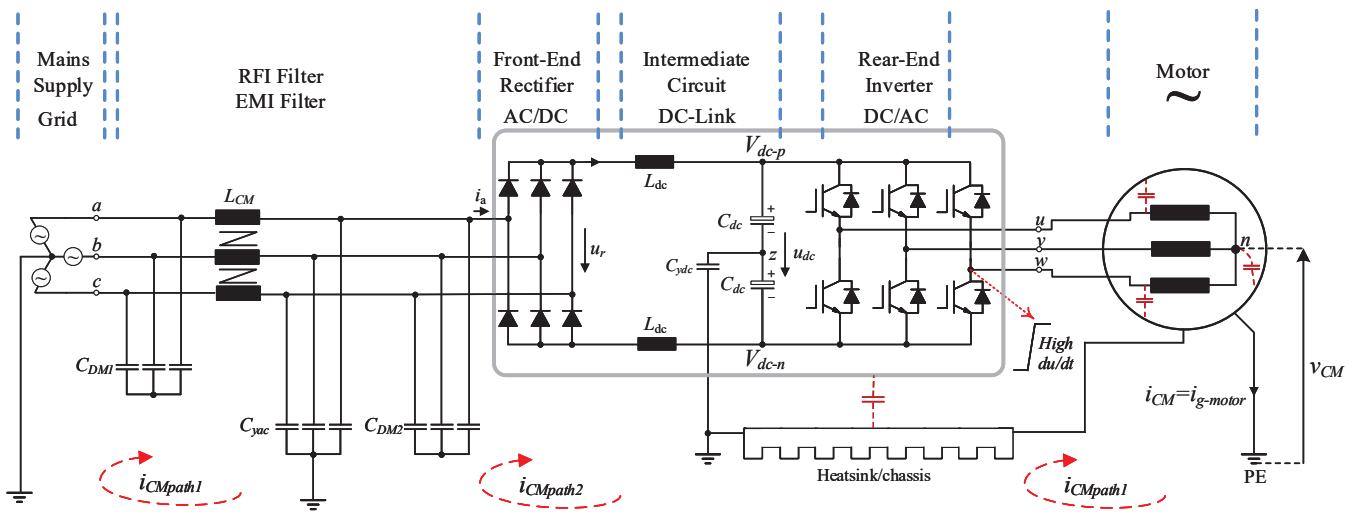 Mains
Supply
Grid
RFI Filter
EMI Filter
Front-End
Rectifier
AC/DC
Intermediate
Circuit
DC-Link
Rear-End
Inverter
DC/AC
Motor
~
V_dc-p
L_dc
a
L_CM
i_a
C_dc
+
–
u
b
u_r
z
u_dc
v
n
C_ydc
w
c
C_dc
+
–
L_dc
High
du/dt
V_dc-n
C_DM1
v_CM
i_CM=i_g-motor
C_yac
C_DM2
Heatsink/chassis
PE
i_CMpath1
i_CMpath2
i_CMpath1